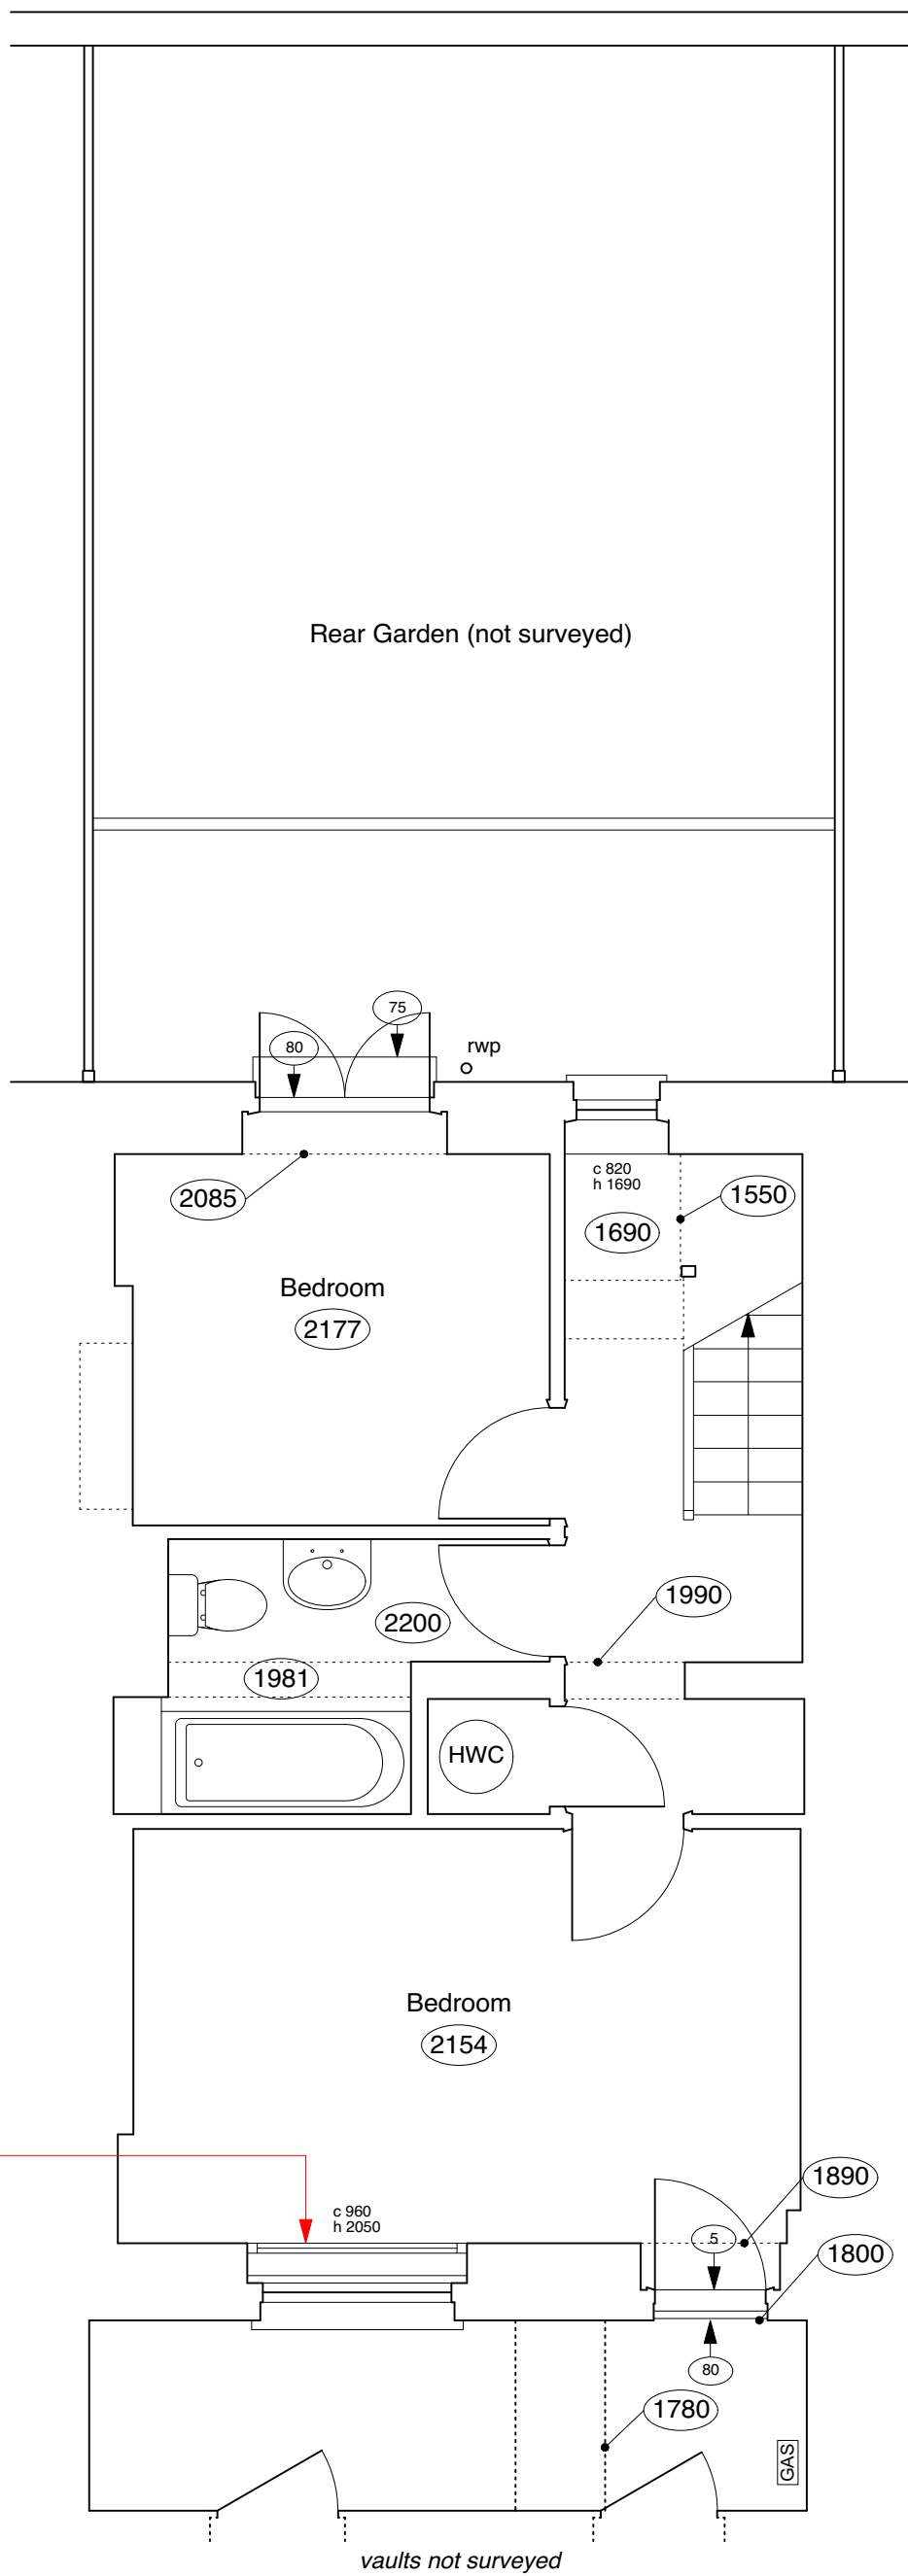 Rear Garden (not surveyed)
75
80
rwp
c 820
h 1690
2085
1550
1690
Bedroom
2177
1990
2200
1981
HWC
Bedroom
2154
1890
c 960
h 2050
5
1800
80
1780
GAS
vaults not surveyed